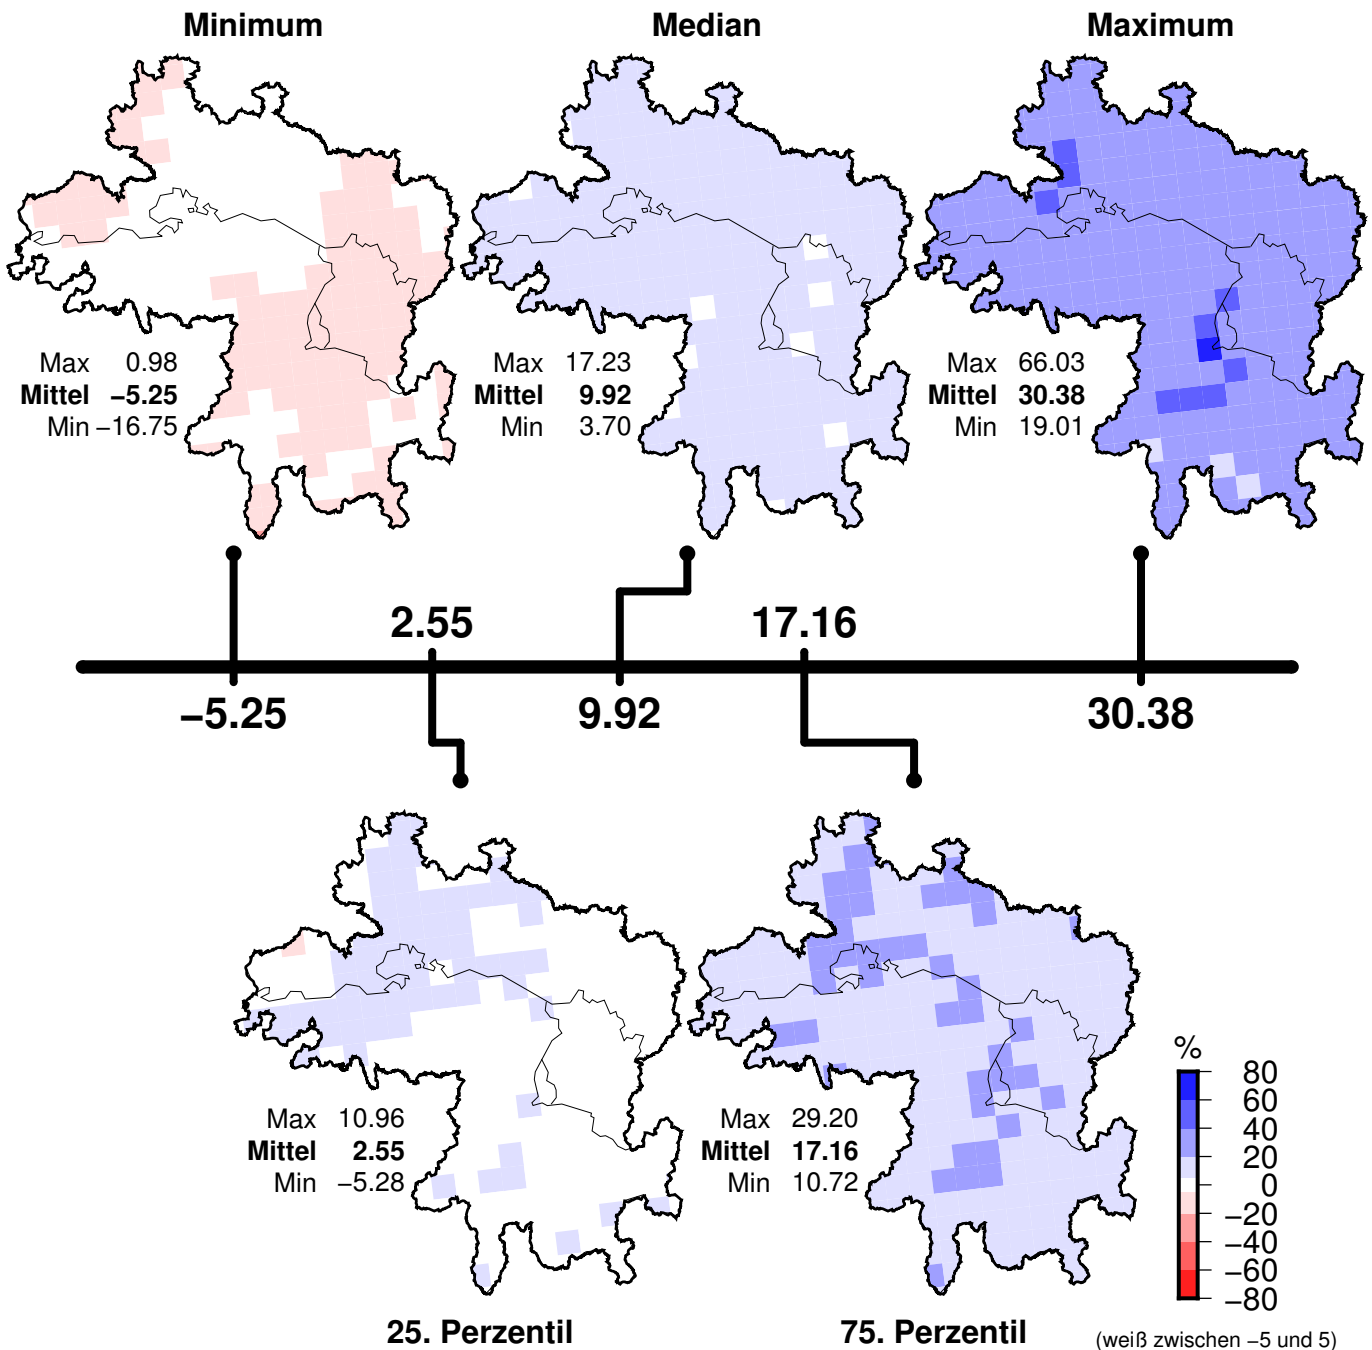 Minimum Median Maximum
Max 0.98
Mittel −5.25
Min −16.75
Max 17.23
Mittel 9.92
Min 3.70
Max 66.03
Mittel 30.38
Min 19.01
2.55 17.16
−5.25 9.92 30.38
Max 10.96
Mittel 2.55
Min −5.28
Max 29.20
Mittel 17.16
Min 10.72
%
80
60
40
20
0
−20
−40
−60
−80
25. Perzentil 75. Perzentil
(weiß zwischen −5 und 5)